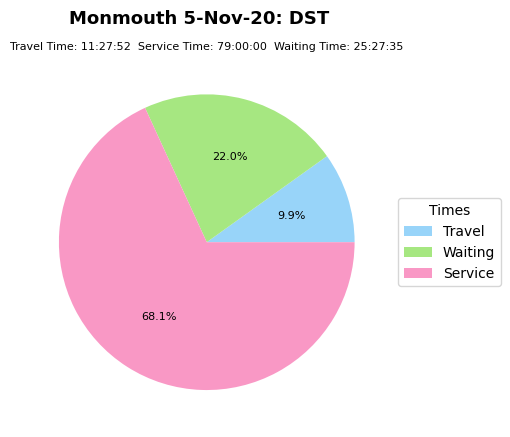 Monmouth 5-Nov-20: DST
Travel Time: 11:27:52  Service Time: 79:00:00  Waiting Time: 25:27:35
22.0%
9.9%
68.1%
Times
Travel
Waiting
Service